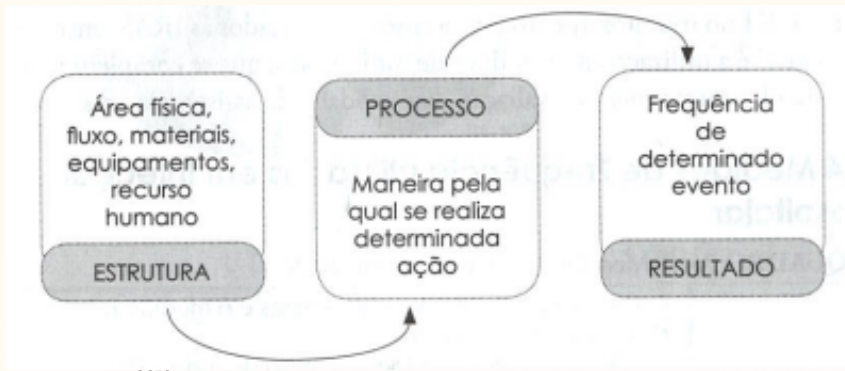 Área física,
fluxo, materiais,
equipamentos,
recurso
humano
ESTRUTURA
PROCESSO
Maneira pela
qual se realiza
determinada
ação
Frequência
de
determinado
evento
RESULTADO